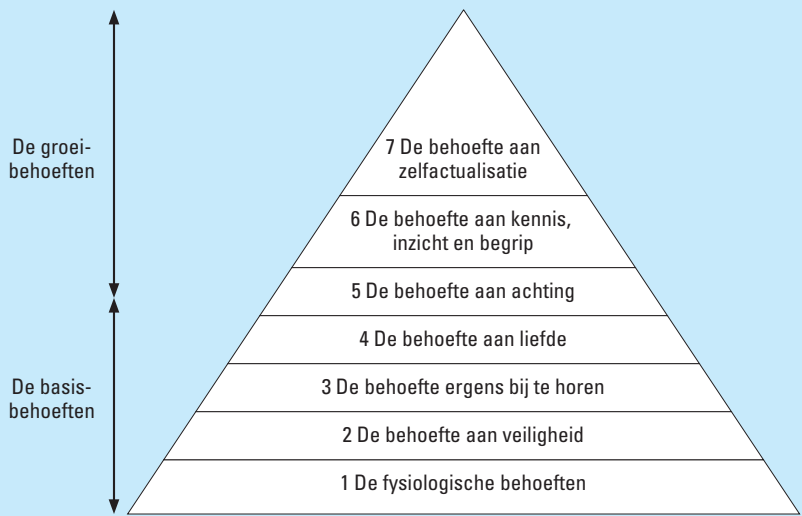 De groei-
behoeften
7 De behoefte aan
zelfactualisatie
6 De behoefte aan kennis,
inzicht en begrip
5 De behoefte aan achting
4 De behoefte aan liefde
De basis-
behoeften
3 De behoefte ergens bij te horen
2 De behoefte aan veiligheid
1 De fysiologische behoeften